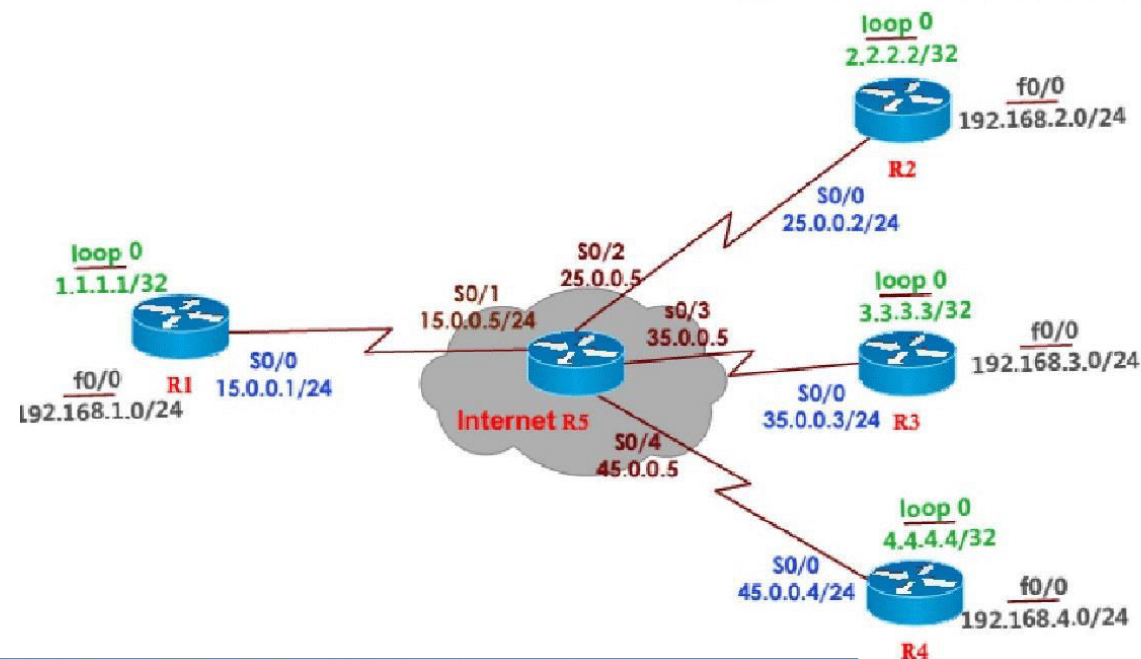 loop 0
2.2.2.2/32
f0/0
192.168.2.0/24
R2
S0/0
25.0.0.2/24
loop 0
1.1.1.1/32
S0/2
25.0.0.5
S0/1
15.0.0.5/24
s0/3
35.0.0.5
loop 0
3.3.3.3/32
f0/0
192.168.3.0/24
f0/0
192.168.1.0/24
R1
S0/0
15.0.0.1/24
Internet R5
S0/0
35.0.0.3/24
R3
S0/4
45.0.0.5
loop 0
4.4.4.4/32
S0/0
45.0.0.4/24
f0/0
192.168.4.0/24
R4